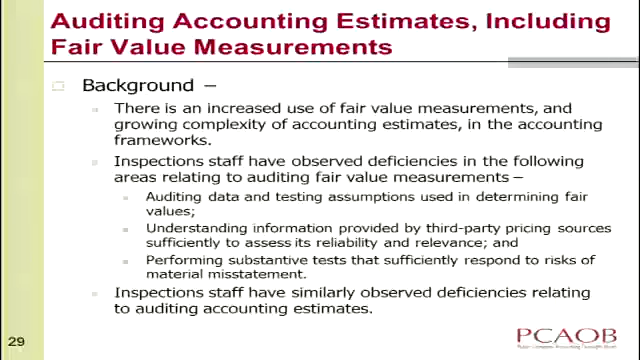 Auditing Accounting Estimates, Including
Fair Value Measurements
Background –
There is an increased use of fair value measurements, and
growing complexity of accounting estimates, in the accounting
frameworks.
Inspections staff have observed deficiencies in the following
areas relating to auditing fair value measurements –
Auditing data and testing assumptions used in determining fair
values;
Understanding information provided by third-party pricing sources
sufficiently to assess its reliability and relevance; and
Performing substantive tests that sufficiently respond to risks of
material misstatement.
Inspections staff have similarly observed deficiencies relating
to auditing accounting estimates.
29
PCAOB